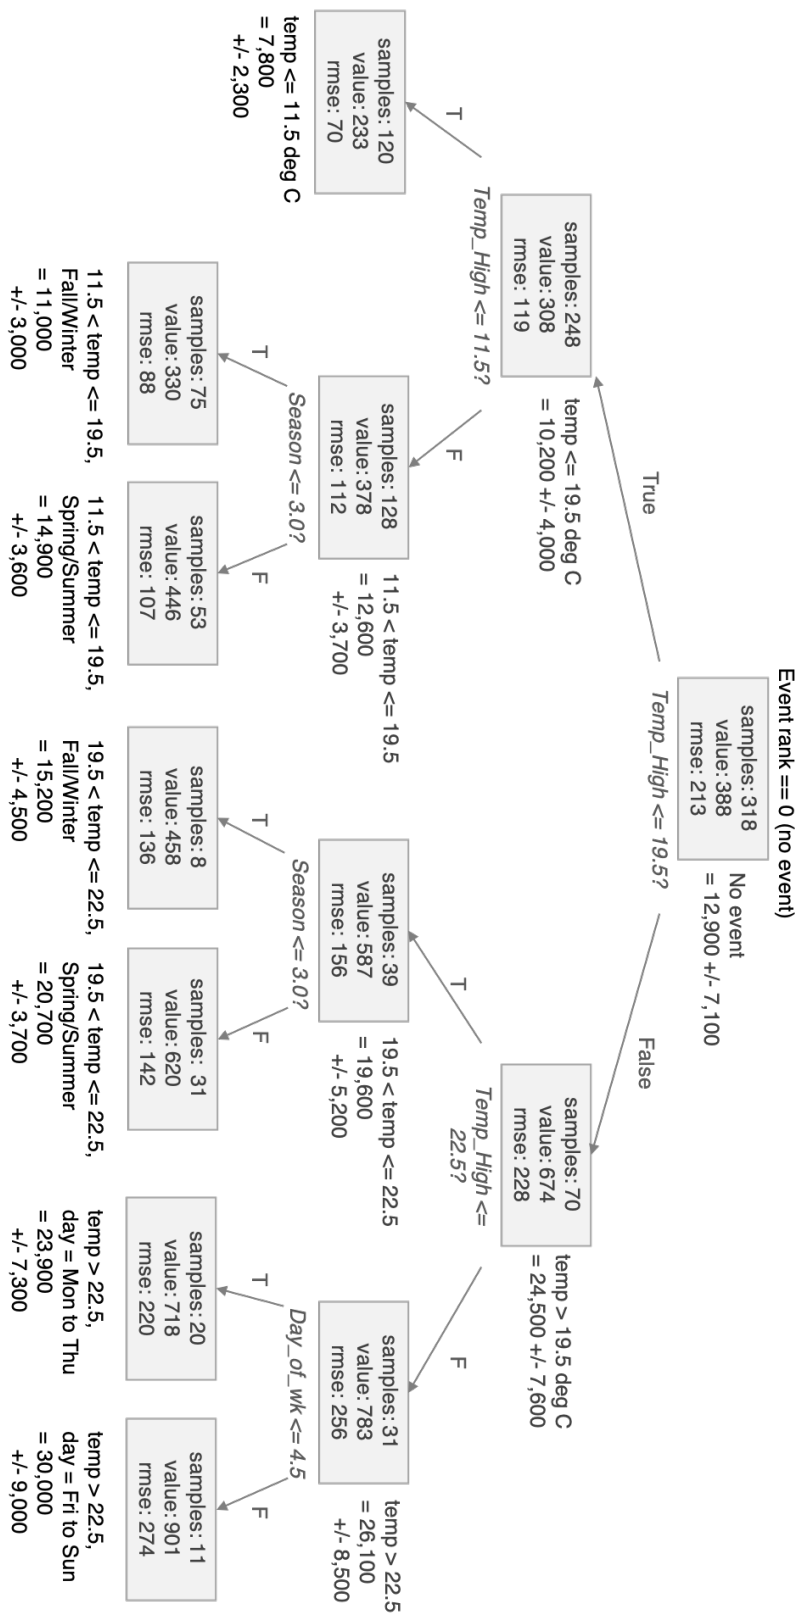 Event rank == 0 (no event)
samples: 318
value: 388
rmse: 213
No event
= 12,900 +/- 7,100
Temp_High <= 19.5?
True
False
samples: 248
value: 308
rmse: 119
temp <= 19.5 deg C
= 10,200 +/- 4,000
samples: 70
value: 674
rmse: 228
temp > 19.5 deg C
= 24,500 +/- 7,600
Temp_High <= 11.5?
T
F
Temp_High <=
22.5?
T
F
samples: 120
value: 233
rmse: 70
temp <= 11.5 deg C
= 7,800
+/- 2,300
samples: 128
value: 378
rmse: 112
11.5 < temp <= 19.5
= 12,600
+/- 3,700
samples: 39
value: 587
rmse: 156
19.5 < temp <= 22.5
= 19,600
+/- 5,200
samples: 31
value: 783
rmse: 256
temp > 22.5
= 26,100
+/- 8,500
Season <= 3.0?
T
F
Season <= 3.0?
T
F
Day_of_wk <= 4.5
T
F
samples: 75
value: 330
rmse: 88
11.5 < temp <= 19.5,
Fall/Winter
= 11,000
+/- 3,000
samples: 53
value: 446
rmse: 107
11.5 < temp <= 19.5,
Spring/Summer
= 14,900
+/- 3,600
samples: 8
value: 458
rmse: 136
19.5 < temp <= 22.5,
Fall/Winter
= 15,200
+/- 4,500
samples: 31
value: 620
rmse: 142
19.5 < temp <= 22.5,
Spring/Summer
= 20,700
+/- 3,700
samples: 20
value: 718
rmse: 220
temp > 22.5,
day = Mon to Thu
= 23,900
+/- 7,300
samples: 11
value: 901
rmse: 274
temp > 22.5,
day = Fri to Sun
= 30,000
+/- 9,000